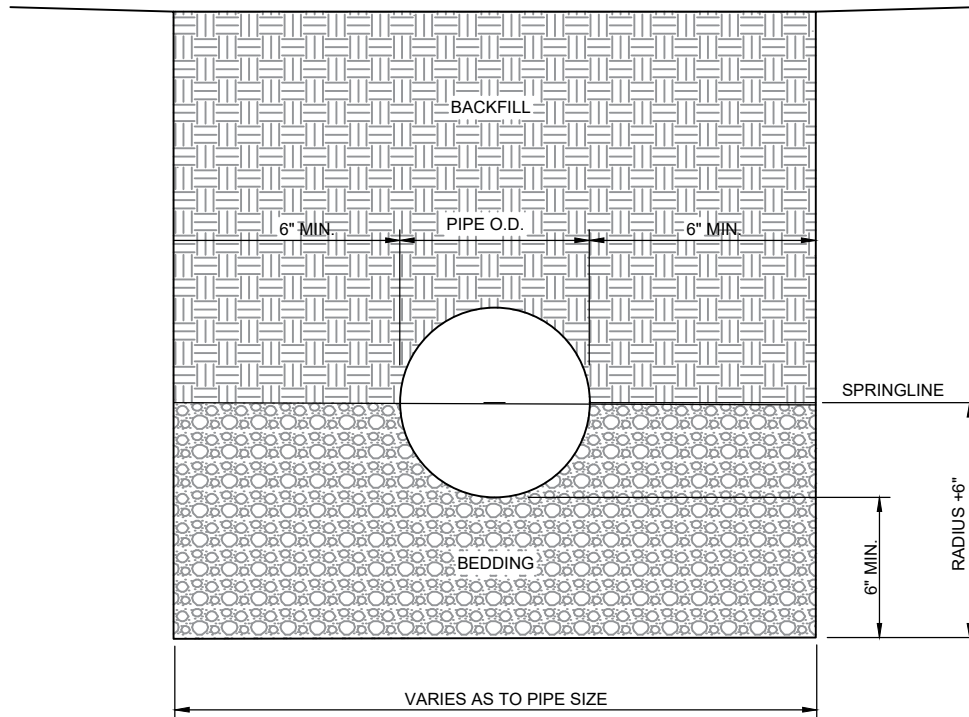 BACKFILL
6" MIN.
PIPE O.D.
6" MIN.
SPRINGLINE
RADIUS +6"
6" MIN.
BEDDING
VARIES AS TO PIPE SIZE